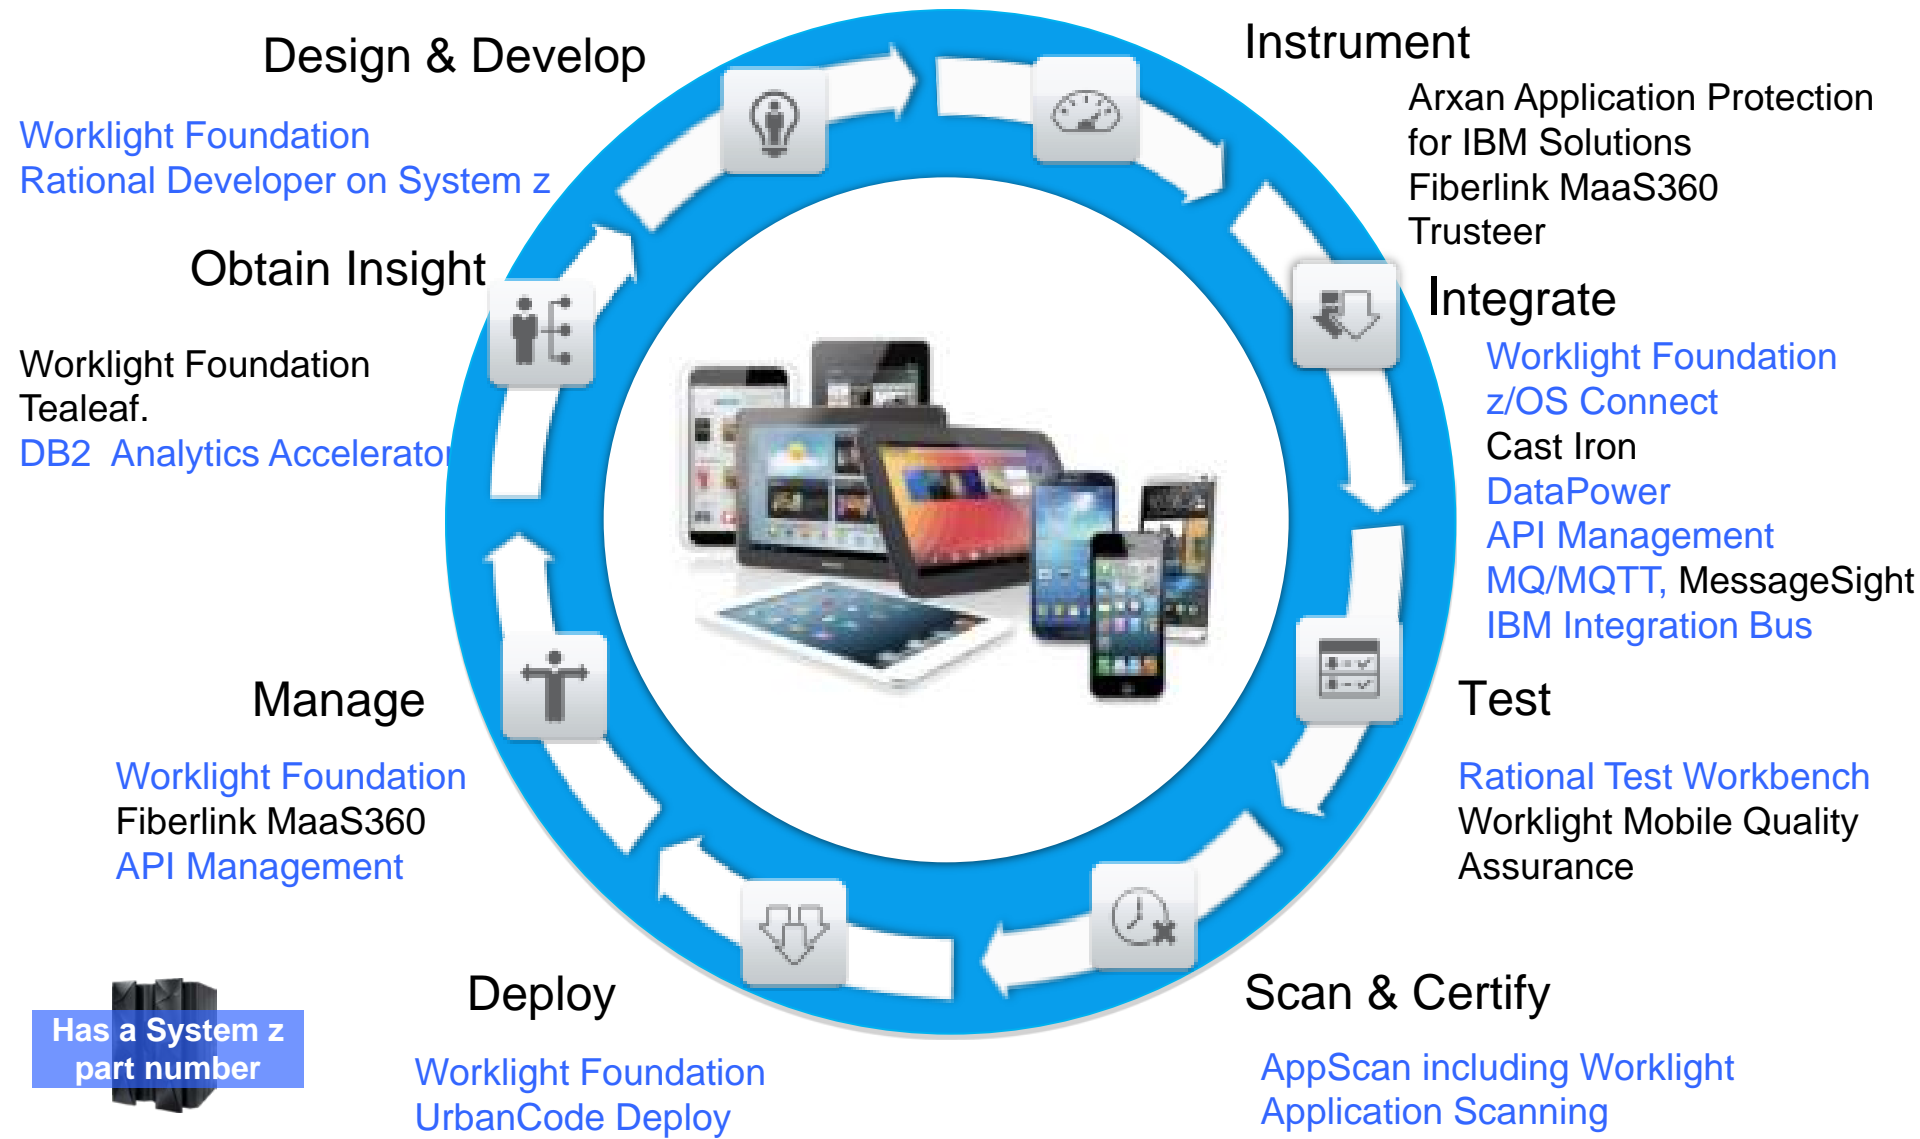 Design & Develop
Worklight Foundation
Rational Developer on System z
Obtain Insight
Worklight Foundation
Tealeaf.
DB2  Analytics Accelerator
Manage
Worklight Foundation
Fiberlink MaaS360
API Management
Has a System z
part number
Deploy
Worklight Foundation
UrbanCode Deploy
Instrument
Arxan Application Protection
for IBM Solutions
Fiberlink MaaS360
Trusteer
Integrate
Worklight Foundation
z/OS Connect
Cast Iron
DataPower
API Management
MQ/MQTT, MessageSight
IBM Integration Bus
Test
Rational Test Workbench
Worklight Mobile Quality
Assurance
Scan & Certify
AppScan including Worklight
Application Scanning